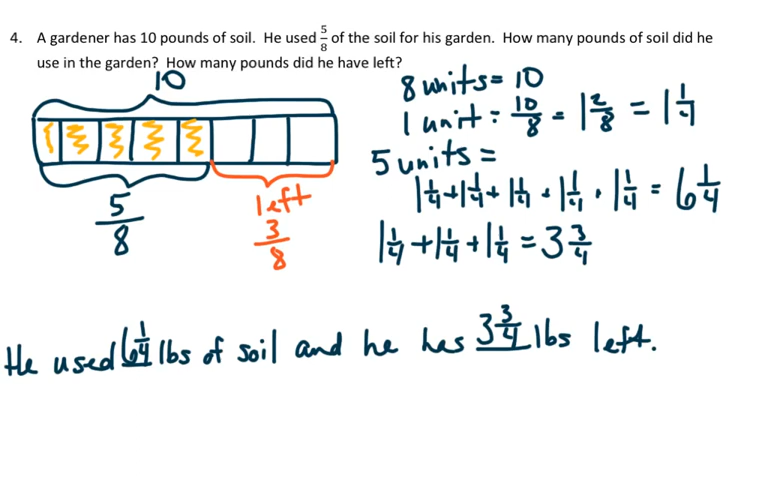 4. A gardener has 10 pounds of soil. He used 5/8 of the soil for his garden. How many pounds of soil did he
use in the garden? How many pounds did he have left?
10
8 units = 10
1 unit = 10/8 = 1 2/8 = 1 1/4
5 units =
1 1/4 + 1 1/4 + 1 1/4 + 1 1/4 + 1 1/4 = 6 1/4
5/8
left
3/8
1 1/4 + 1 1/4 + 1 1/4 = 3 3/4
He used 6 1/4 lbs of soil and he has 3 3/4 lbs left.